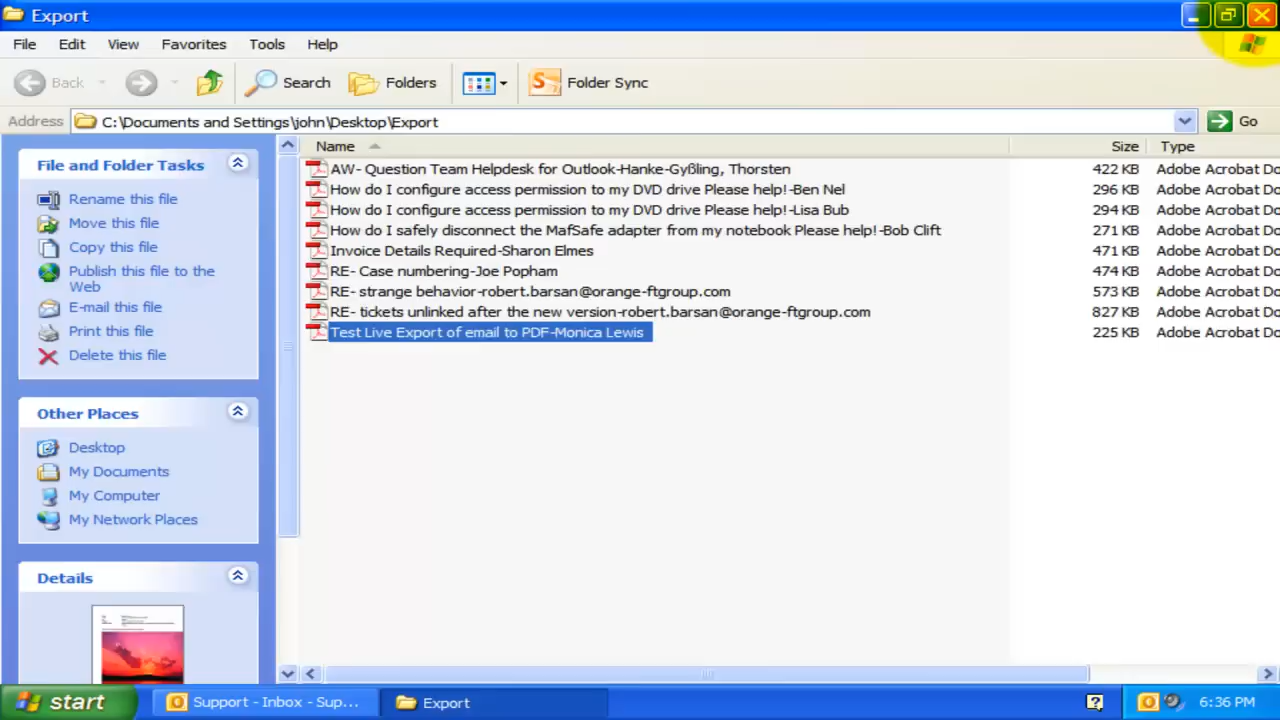 Export
File Edit View Favorites Tools Help
Back Search Folders Folder Sync
Address C:\Documents and Settings\john\Desktop\Export Go
File and Folder Tasks
Rename this file
Move this file
Copy this file
Publish this file to the
Web
E-mail this file
Print this file
Delete this file
Other Places
Desktop
My Documents
My Computer
My Network Places
Details
Name Size Type
AW- Question Team Helpdesk for Outlook-Hanke-Gyßling, Thorsten 422 KB Adobe Acrobat Do
How do I configure access permission to my DVD drive Please help!-Ben Nel 296 KB Adobe Acrobat Do
How do I configure access permission to my DVD drive Please help!-Lisa Bub 294 KB Adobe Acrobat Do
How do I safely disconnect the MafSafe adapter from my notebook Please help!-Bob Clift 271 KB Adobe Acrobat Do
Invoice Details Required-Sharon Elmes 471 KB Adobe Acrobat Do
RE- Case numbering-Joe Popham 474 KB Adobe Acrobat Do
RE- strange behavior-robert.barsan@orange-ftgroup.com 573 KB Adobe Acrobat Do
RE- tickets unlinked after the new version-robert.barsan@orange-ftgroup.com 827 KB Adobe Acrobat Do
Test Live Export of email to PDF-Monica Lewis 225 KB Adobe Acrobat Do
start Support - Inbox - Sup... Export 6:36 PM